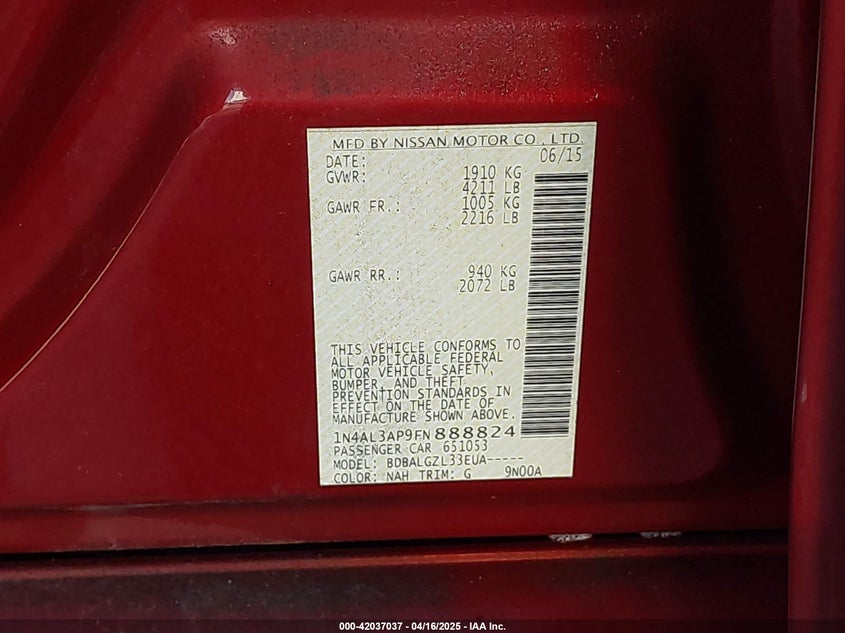 MFD BY NISSAN MOTOR CO., LTD.
DATE: 06/15
GVWR: 1910 KG
4211 LB
GAWR FR.: 1005 KG
2216 LB
GAWR RR.: 940 KG
2072 LB
THIS VEHICLE CONFORMS TO
ALL APPLICABLE FEDERAL
MOTOR VEHICLE SAFETY,
BUMPER, AND THEFT
PREVENTION STANDARDS IN
EFFECT ON THE DATE OF
MANUFACTURE SHOWN ABOVE.
1N4AL3AP9FN888824
PASSENGER CAR 651053
MODEL: BDBALGZL33EUA-----
COLOR: NAH TRIM: G 9N00A
000-42037037 - 04/16/2025 - IAA Inc.